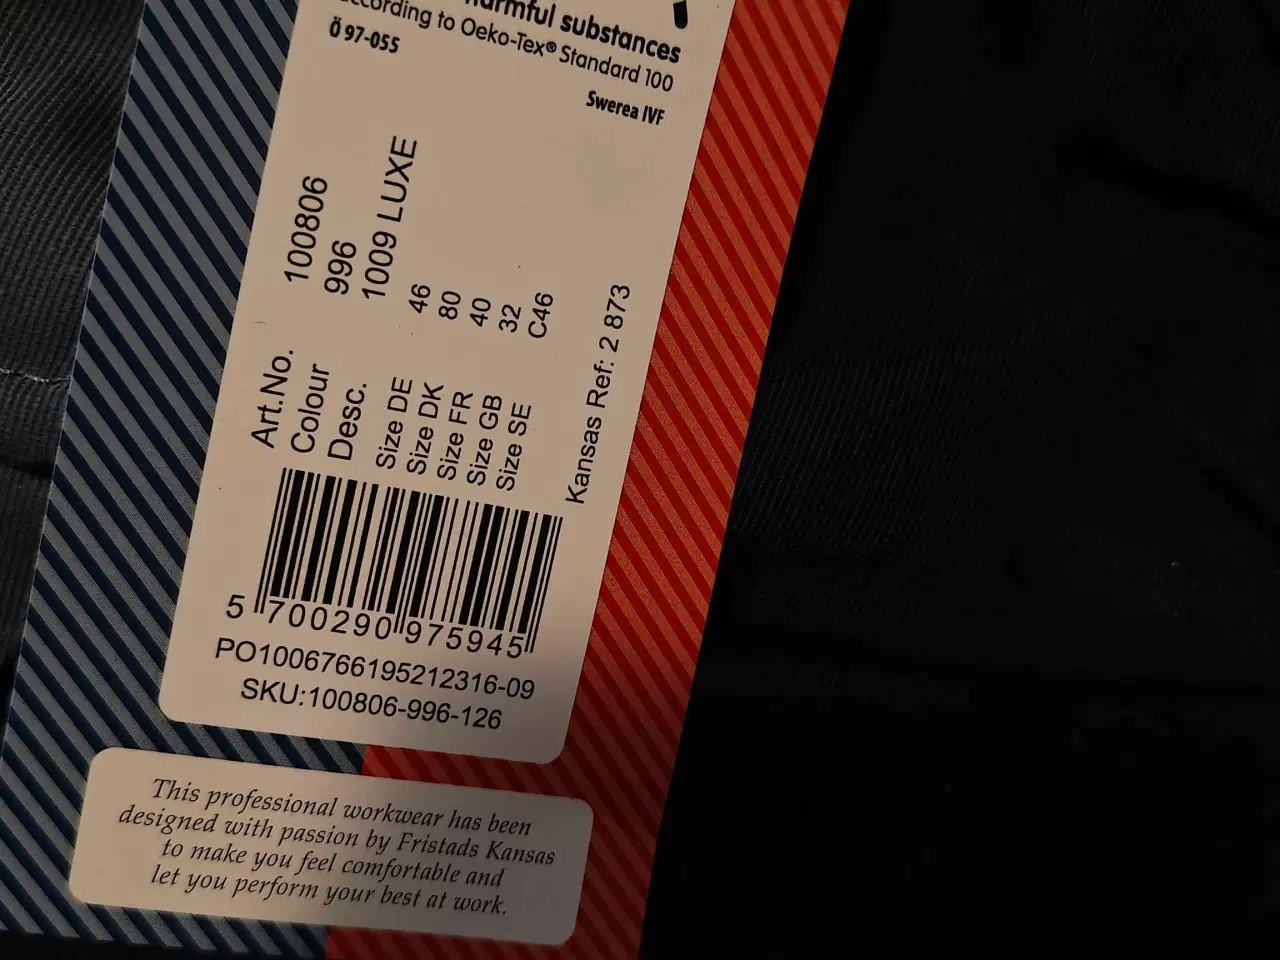 harmful substances
according to Oeko-Tex® Standard 100
Ö 97-055
Swerea IVF
Art.No. 100806
Colour 996
Desc. 1009 LUXE
Size DE 46
Size DK 80
Size FR 40
Size GB 32
Size SE C46
Kansas Ref: 2 873
5 700290 975945
PO1006766195212316-09
SKU:100806-996-126
This professional workwear has been
designed with passion by Fristads Kansas
to make you feel comfortable and
let you perform your best at work.